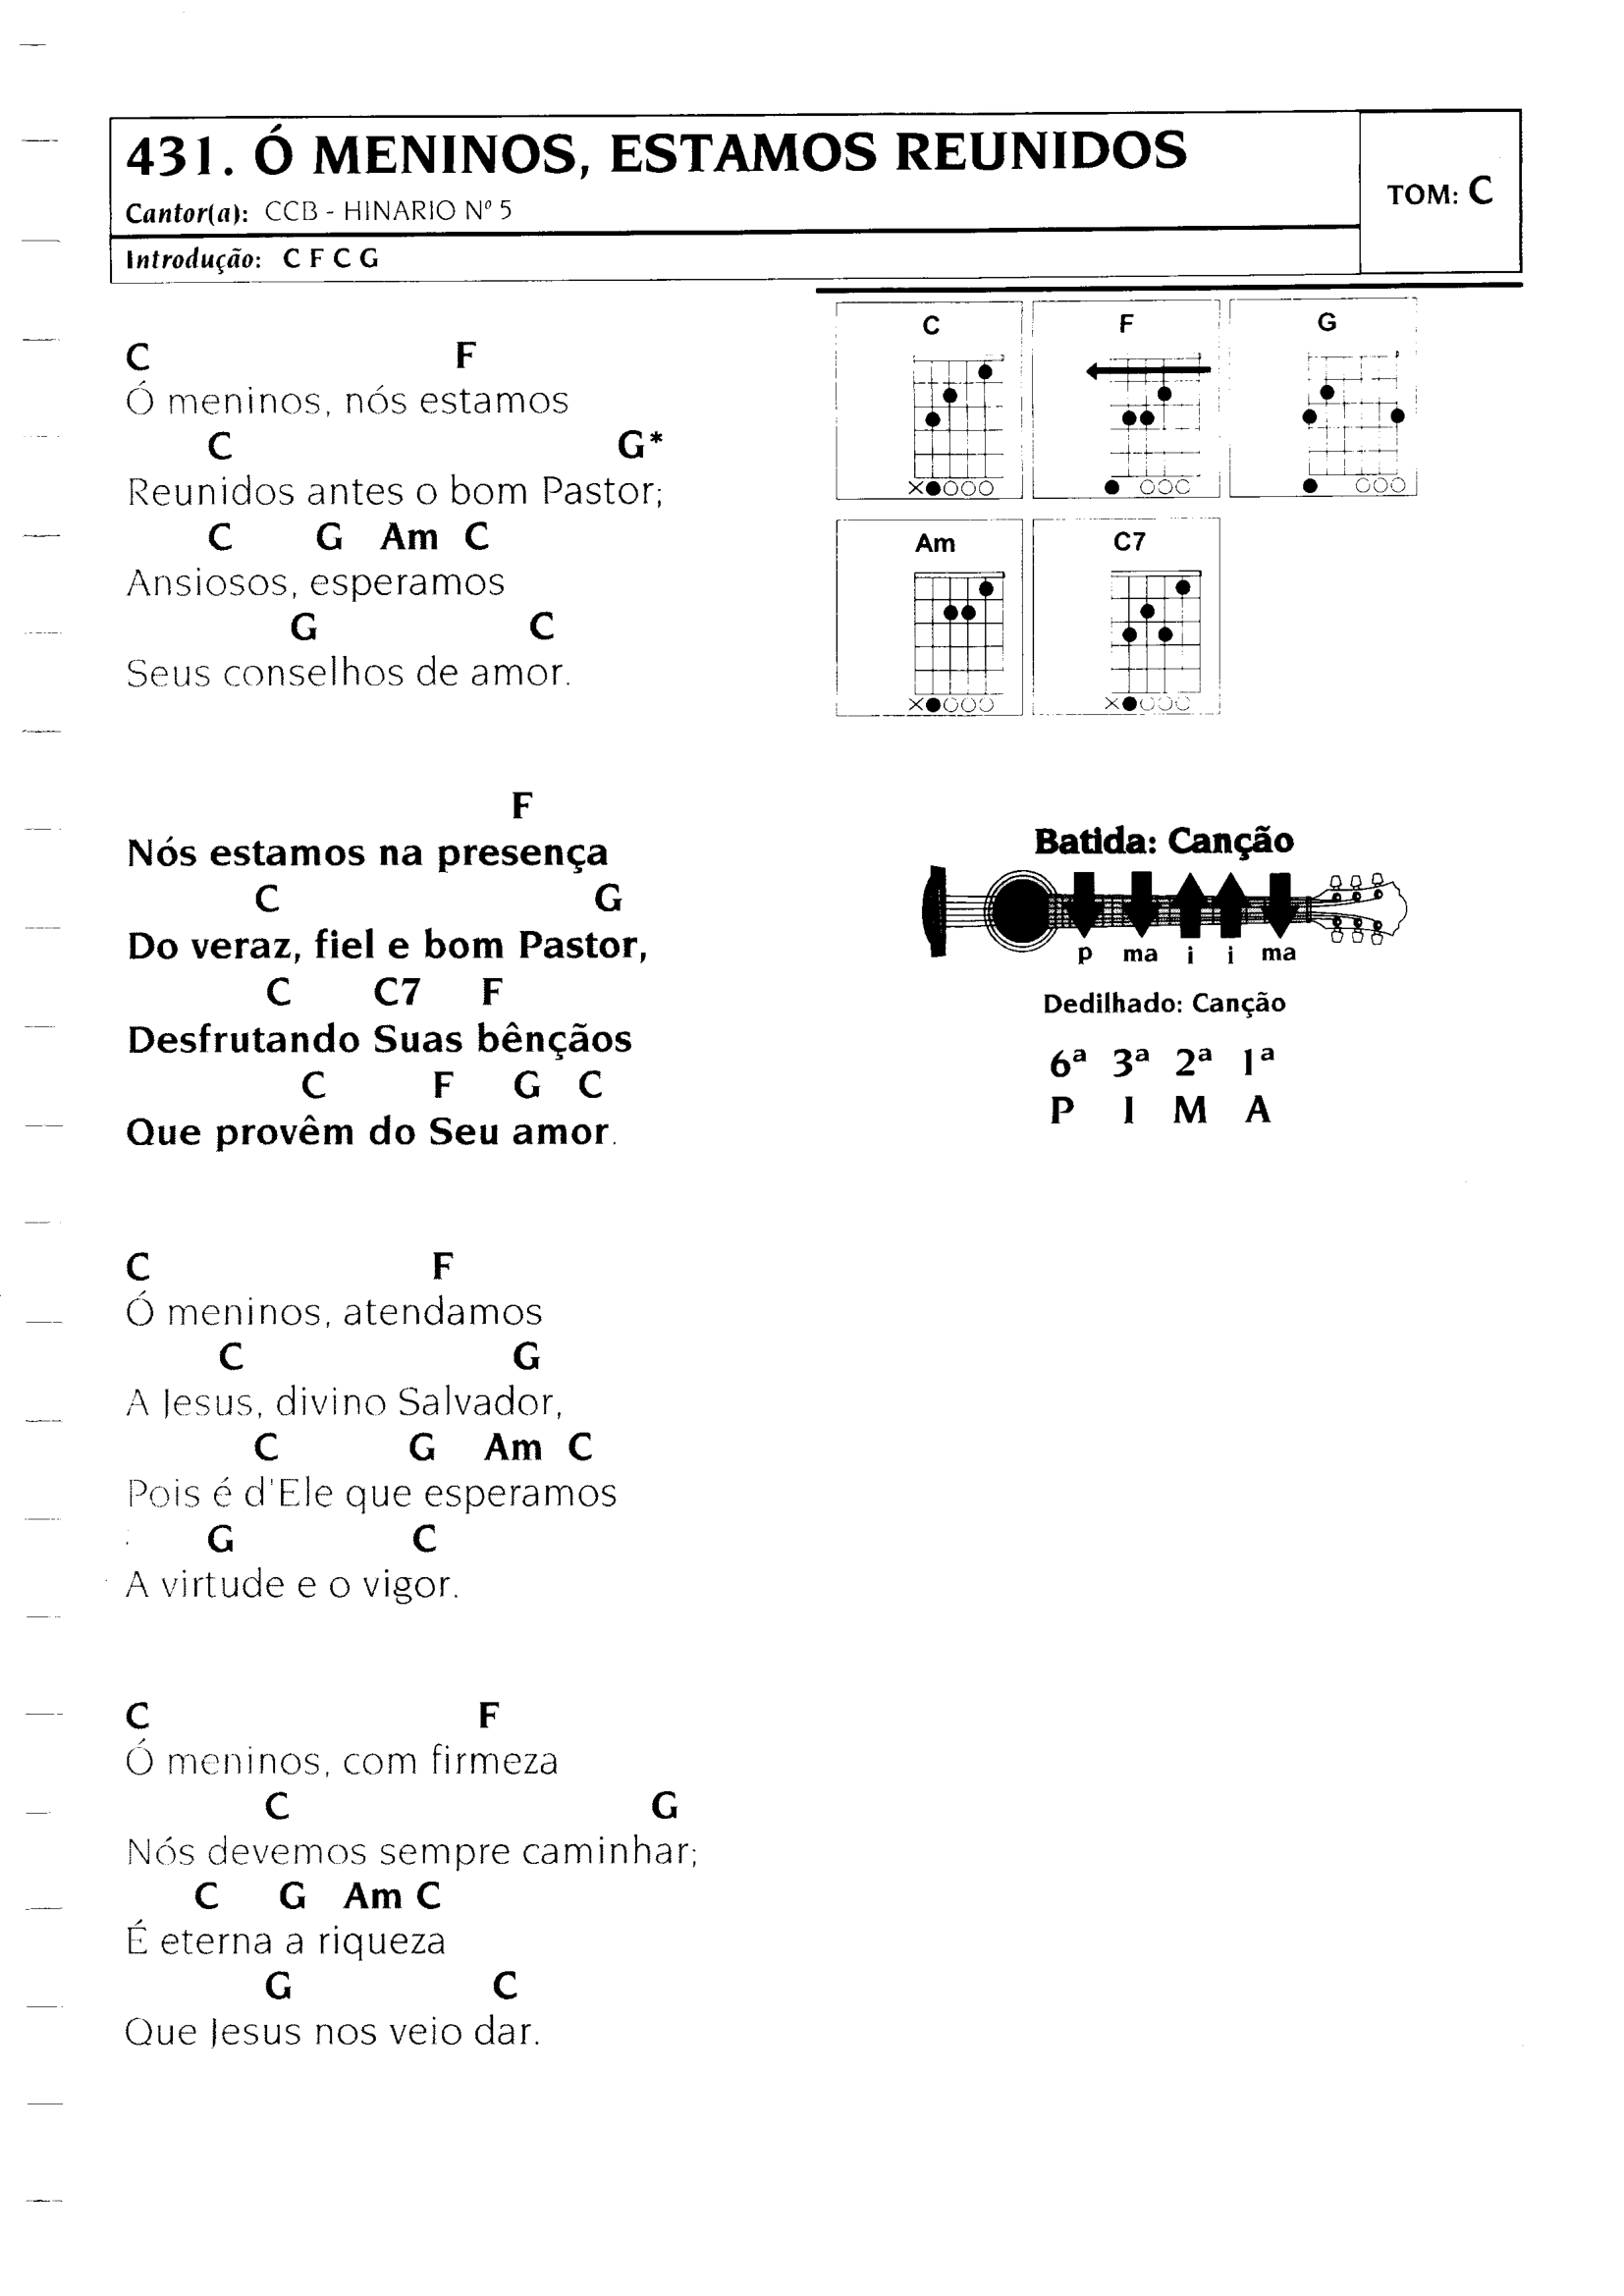 431. Ó MENINOS, ESTAMOS REUNIDOS
Cantor(a): CCB - HINARIO Nº 5
TOM: C
Introdução: C F C G
C F
Ó meninos, nós estamos
C G*
Reunidos antes o bom Pastor;
C G Am C
Ansiosos, esperamos
G C
Seus conselhos de amor.
F
Nós estamos na presença
C G
Do veraz, fiel e bom Pastor,
C C7 F
Desfrutando Suas bênçãos
C F G C
Que provêm do Seu amor.
C F
Ó meninos, atendamos
C G
A Jesus, divino Salvador,
C G Am C
Pois é d'Ele que esperamos
G C
A virtude e o vigor.
C F
Ó meninos, com firmeza
C G
Nós devemos sempre caminhar;
C G Am C
É eterna a riqueza
G C
Que Jesus nos veio dar.
C F G
Am C7
Batida: Canção
p ma i i ma
Dedilhado: Canção
6ª 3ª 2ª 1ª
P I M A